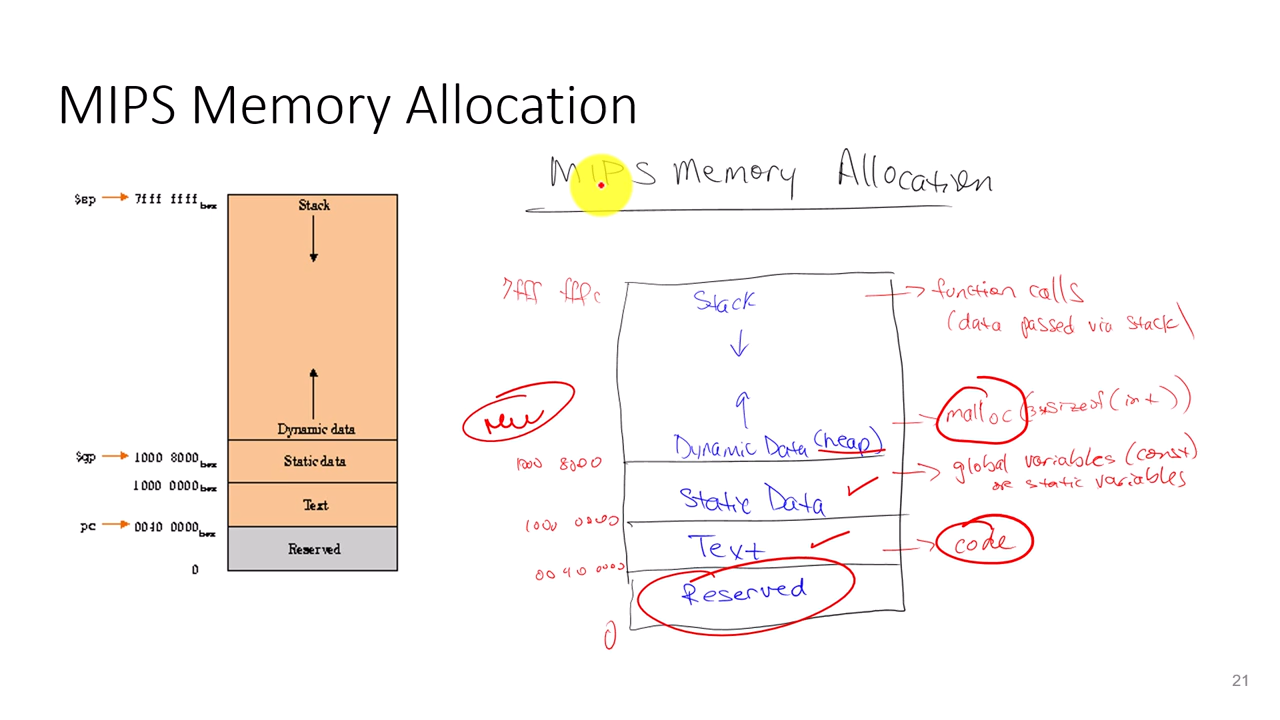 MIPS Memory Allocation
MIPS Memory Allocation
$sp 7fff ffff hex
Stack
Dynamic data
$gp 1000 8000 hex
Static data
1000 0000 hex
Text
pc 0040 0000 hex
Reserved
0
7fff fffc
Stack
function calls
(data passed via stack)
new
malloc(3*sizeof(int))
Dynamic Data (heap)
1000 8000
global variables (const)
or static variables
Static Data
1000 0000
Text
code
0040 0000
Reserved
0
21